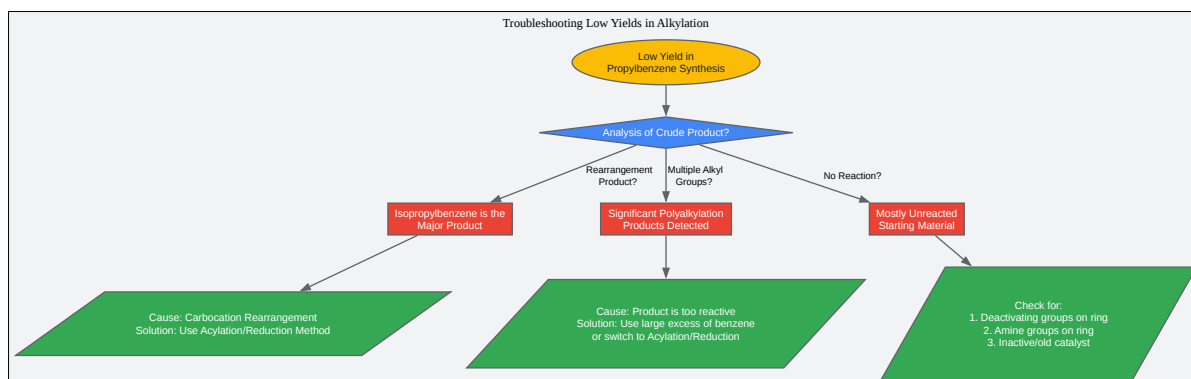 Troubleshooting Low Yields in Alkylation
Low Yield in
Propylbenzene Synthesis
Analysis of Crude Product?
Rearrangement
Product?
Multiple Alkyl
Groups?
No Reaction?
Isopropylbenzene is the
Major Product
Significant Polyalkylation
Products Detected
Mostly Unreacted
Starting Material
Cause: Carbocation Rearrangement
Solution: Use Acylation/Reduction Method
Cause: Product is too reactive
Solution: Use large excess of benzene
or switch to Acylation/Reduction
Check for:
1. Deactivating groups on ring
2. Amine groups on ring
3. Inactive/old catalyst